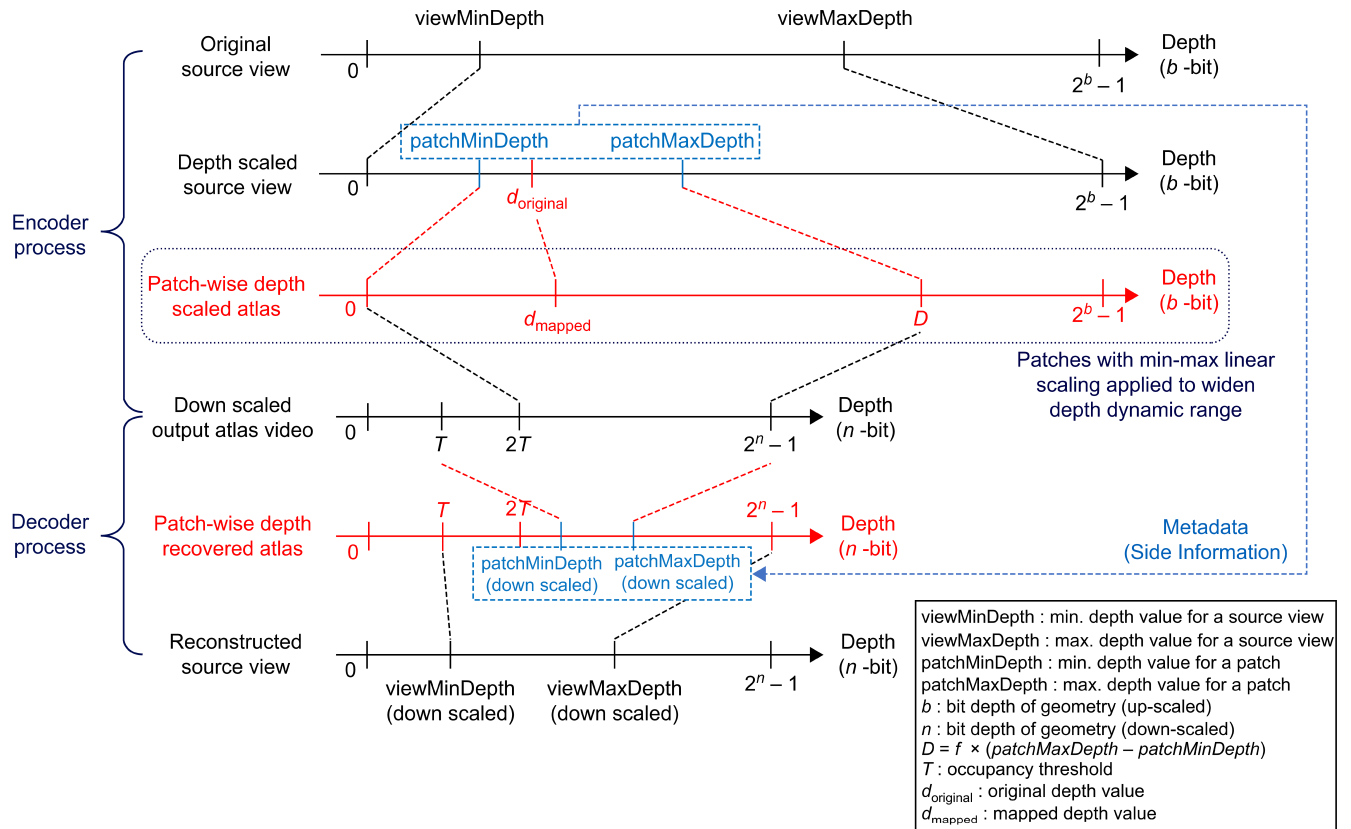 viewMinDepth
viewMaxDepth
Original
source view
0
2^b – 1
Depth
(b -bit)
patchMinDepth
patchMaxDepth
Depth scaled
source view
0
d_original
2^b – 1
Depth
(b -bit)
Encoder
process
Patch-wise depth
scaled atlas
0
d_mapped
D
2^b – 1
Depth
(b -bit)
Patches with min-max linear
scaling applied to widen
depth dynamic range
Down scaled
output atlas video
0
T
2T
2^n – 1
Depth
(n -bit)
Decoder
process
Patch-wise depth
recovered atlas
0
T
2T
2^n – 1
Depth
(n -bit)
patchMinDepth
(down scaled)
patchMaxDepth
(down scaled)
Metadada
(Side Information)
Reconstructed
source view
0
viewMinDepth
(down scaled)
viewMaxDepth
(down scaled)
2^n – 1
Depth
(n -bit)
viewMinDepth : min. depth value for a source view
viewMaxDepth : max. depth value for a source view
patchMinDepth : min. depth value for a patch
patchMaxDepth : max. depth value for a patch
b : bit depth of geometry (up-scaled)
n : bit depth of geometry (down-scaled)
D = f × (patchMaxDepth – patchMinDepth)
T : occupancy threshold
d_original : original depth value
d_mapped : mapped depth value